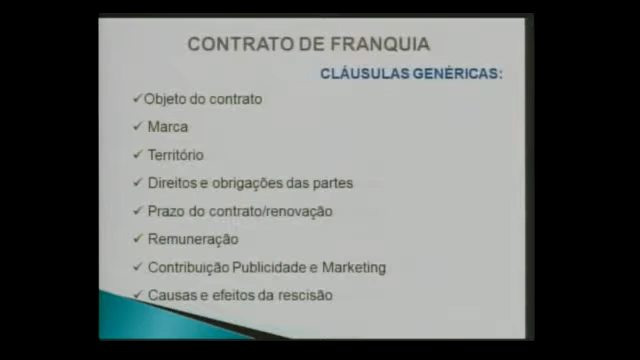 CONTRATO DE FRANQUIA
CLÁUSULAS GENÉRICAS:
✓Objeto do contrato
✓ Marca
✓ Território
✓ Direitos e obrigações das partes
✓ Prazo do contrato/renovação
✓ Remuneração
✓ Contribuição Publicidade e Marketing
✓ Causas e efeitos da rescisão